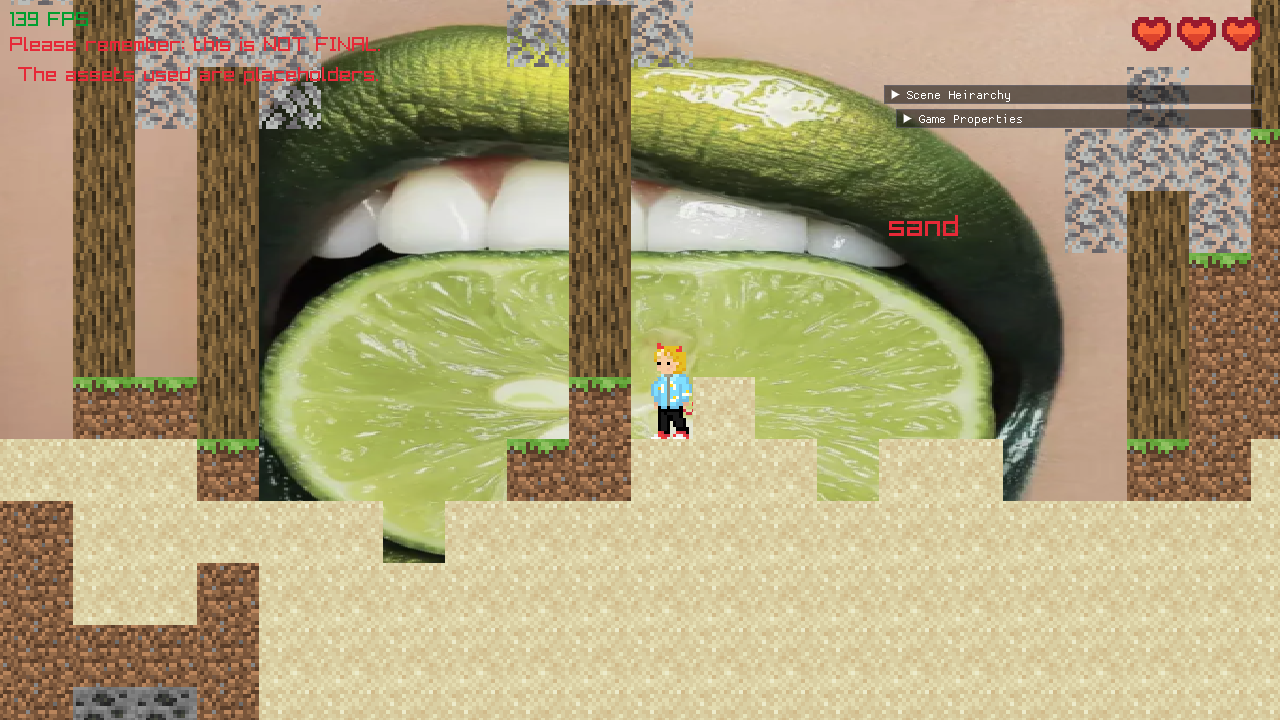 139 FPS
Please remember: this is NOT FINAL.
The assets used are placeholders.
Scene Heirarchy
Game Properties
sand